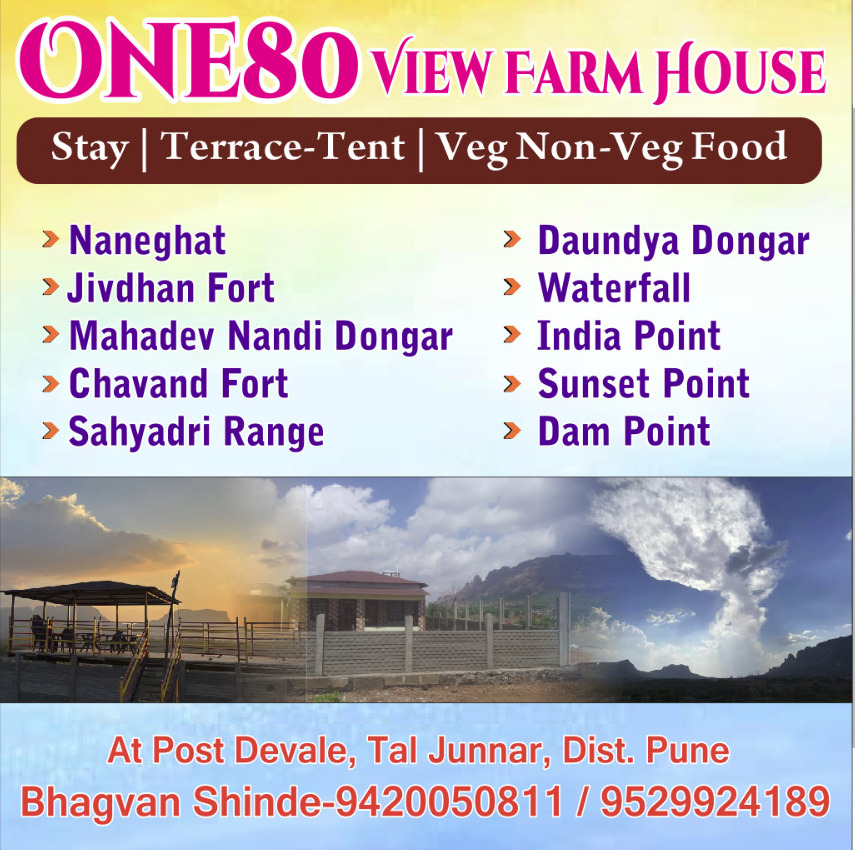 ONE80 VIEW FARM HOUSE
Stay | Terrace-Tent | Veg Non-Veg Food
Naneghat
Jivdhan Fort
Mahadev Nandi Dongar
Chavand Fort
Sahyadri Range
Daundya Dongar
Waterfall
India Point
Sunset Point
Dam Point
At Post Devale, Tal Junnar, Dist. Pune
Bhagvan Shinde-9420050811 / 9529924189